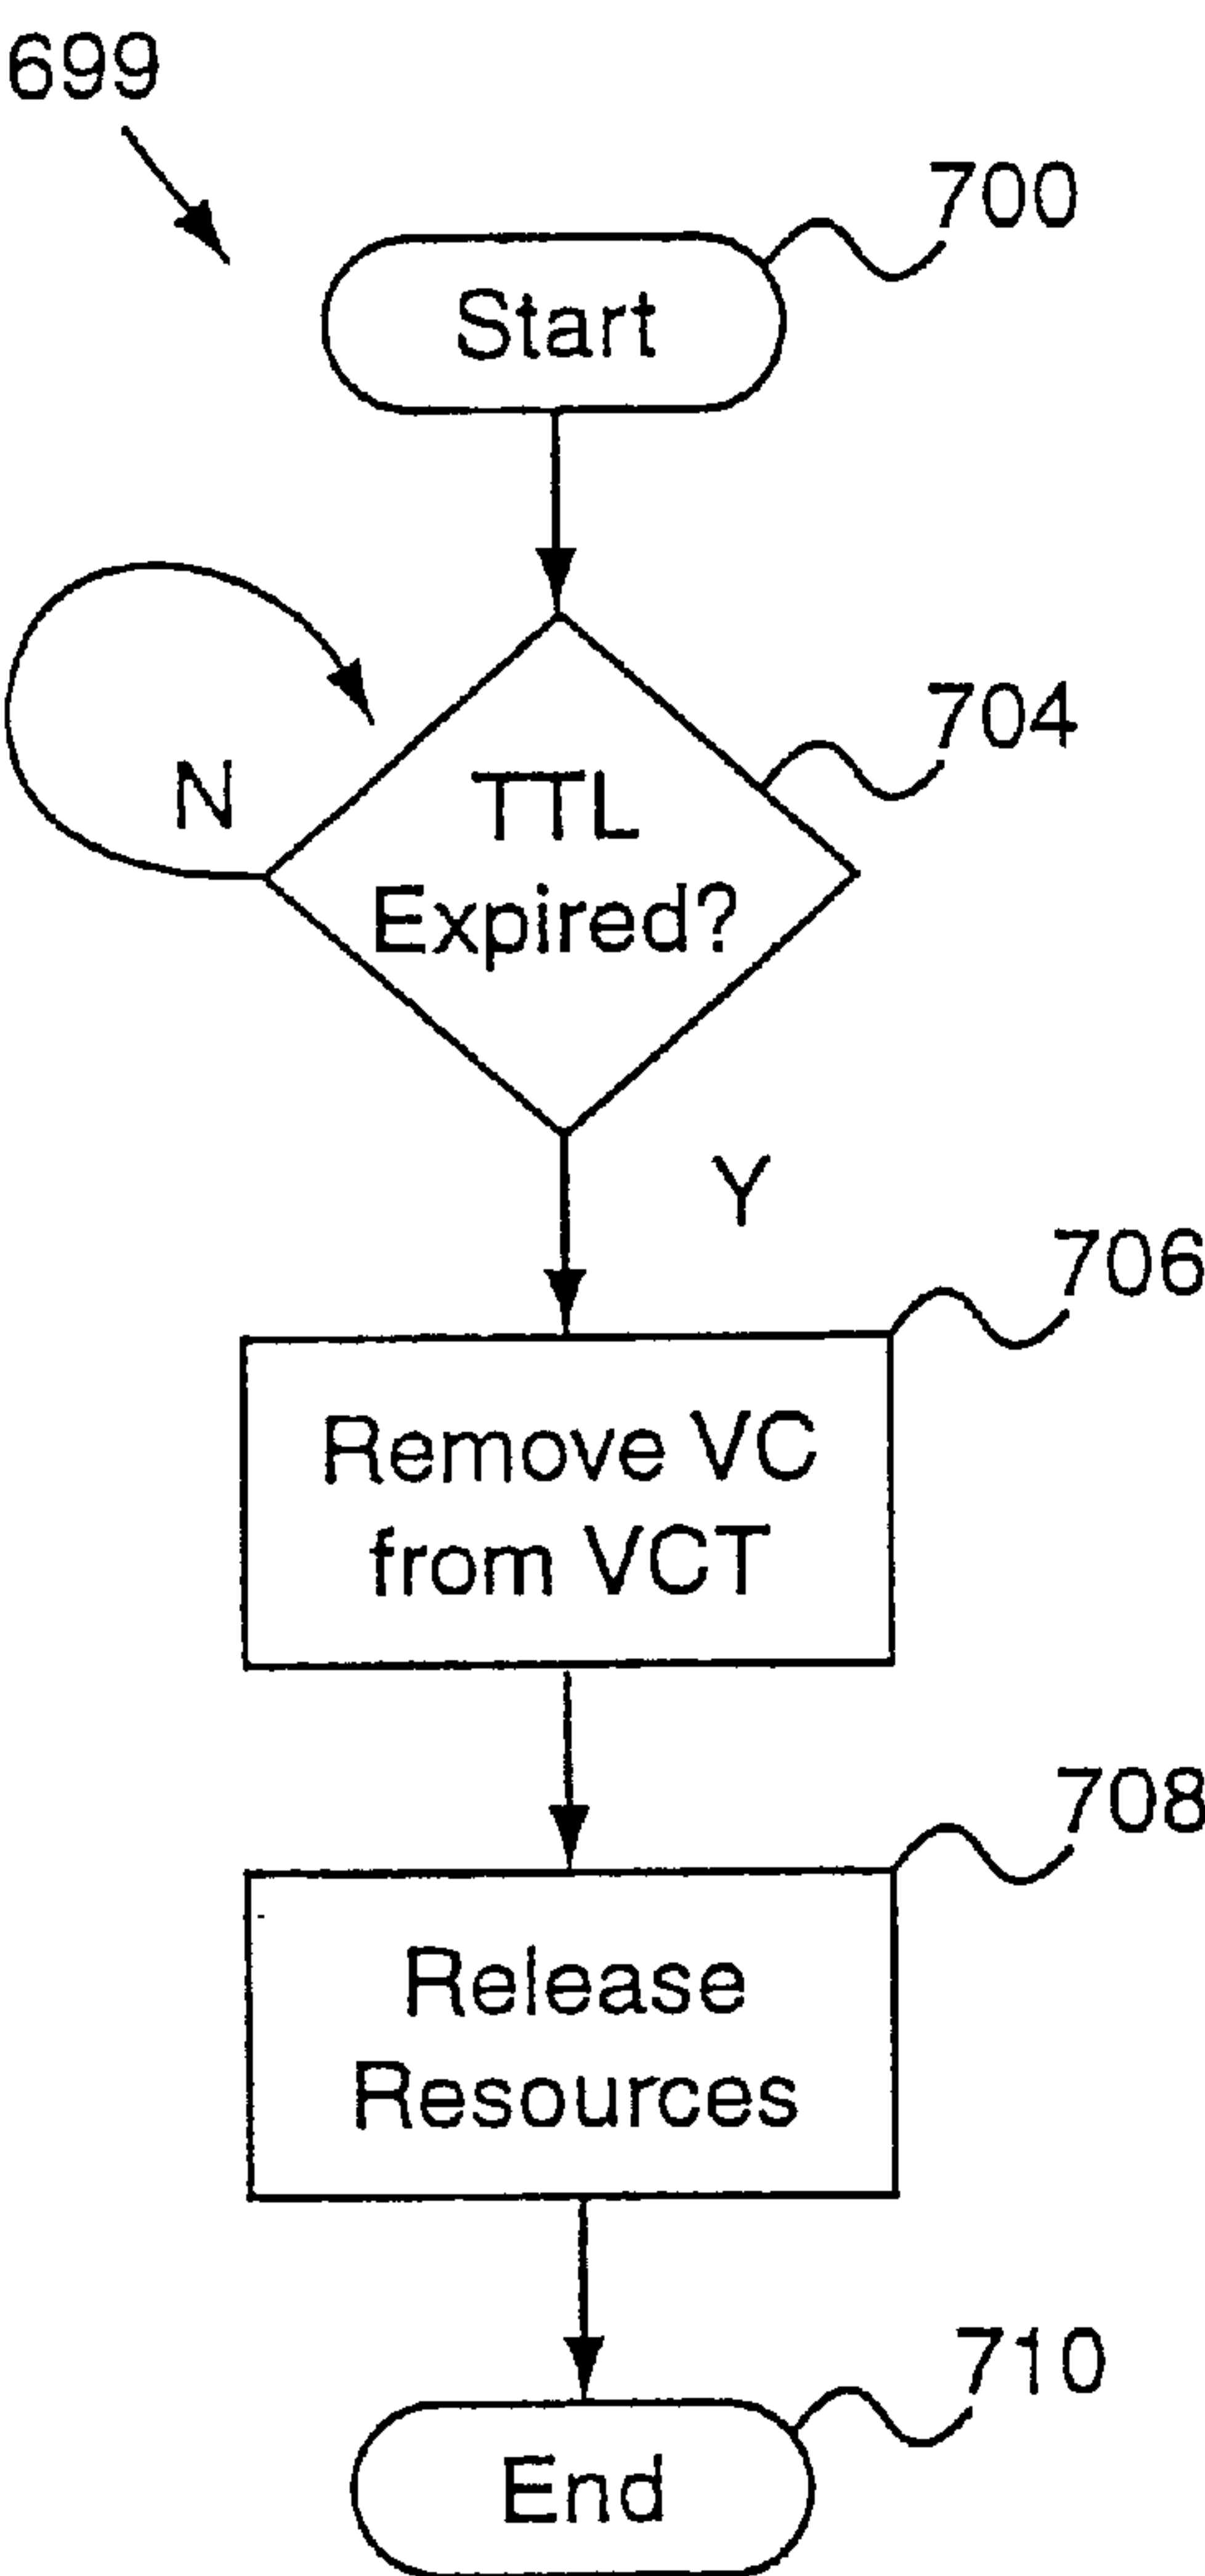 699
700
Start
704
N
TTL
Expired?
Y
706
Remove VC
from VCT
708
Release
Resources
710
End